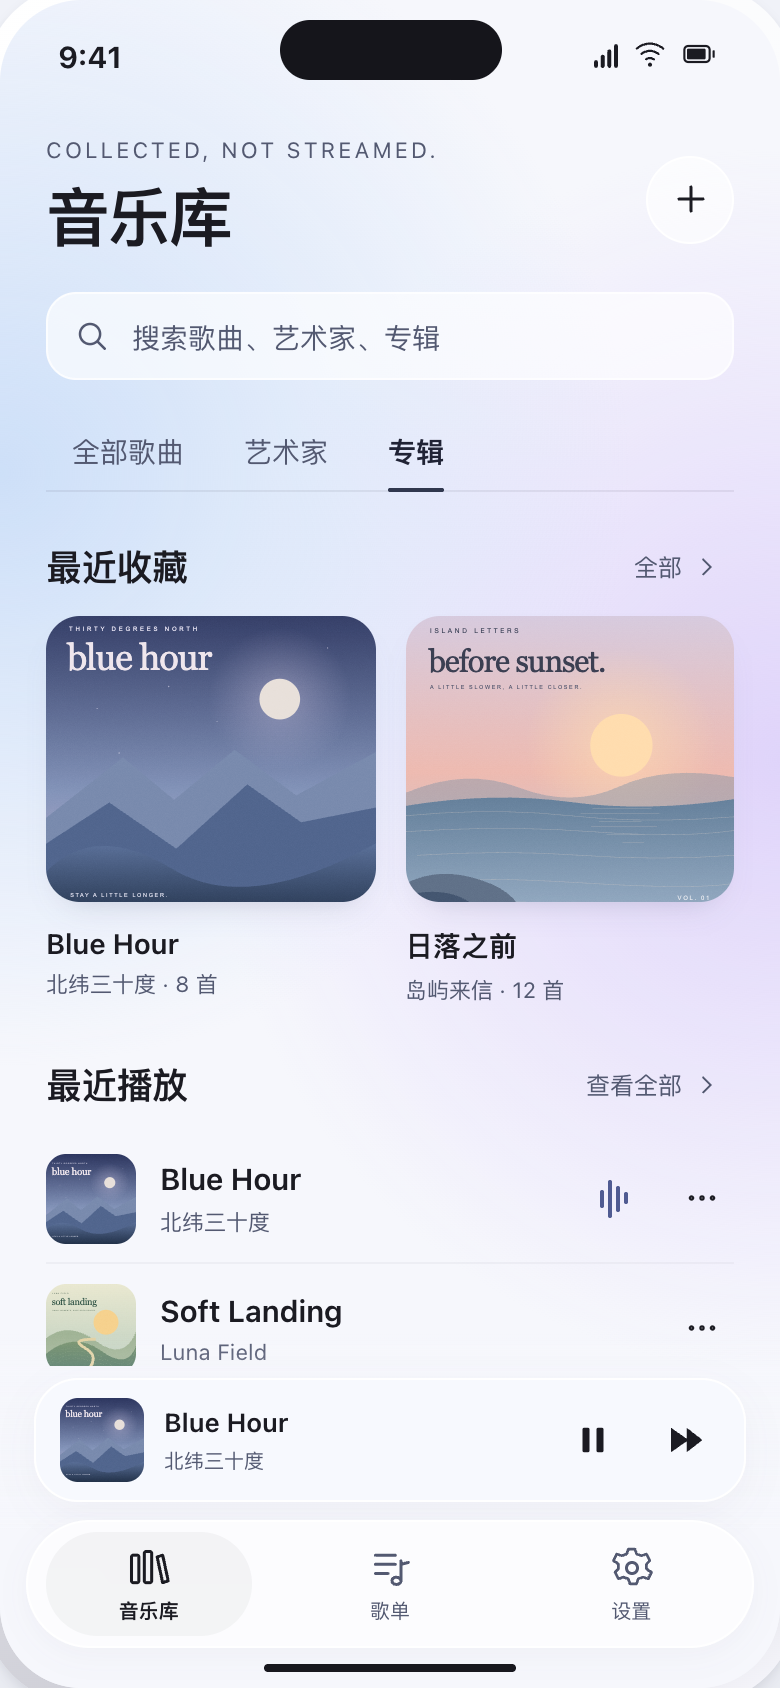 9:41
COLLECTED, NOT STREAMED.
音乐库
搜索歌曲、艺术家、专辑
全部歌曲 艺术家 专辑
最近收藏 全部
THIRTY DEGREES NORTH
blue hour
STAY A LITTLE LONGER.
ISLAND LETTERS
before sunset.
A LITTLE SLOWER, A LITTLE CLOSER.
VOL. 01
Blue Hour
北纬三十度 · 8 首
日落之前
岛屿来信 · 12 首
最近播放 查看全部
blue hour
Blue Hour
北纬三十度
soft landing
Soft Landing
Luna Field
blue hour
Blue Hour
北纬三十度
音乐库 歌单 设置